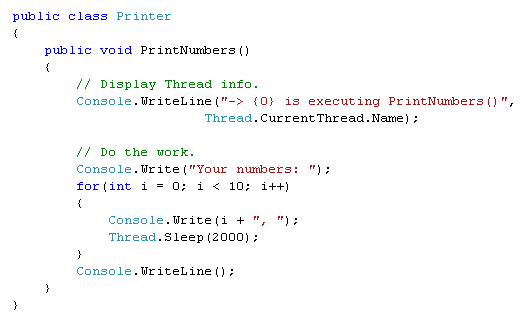 public class Printer
{
    public void PrintNumbers()
    {
        // Display Thread info.
        Console.WriteLine("-> {0} is executing PrintNumbers()",
                        Thread.CurrentThread.Name);

        // Do the work.
        Console.Write("Your numbers: ");
        for(int i = 0; i < 10; i++)
        {
            Console.Write(i + ", ");
            Thread.Sleep(2000);
        }
        Console.WriteLine();
    }
}